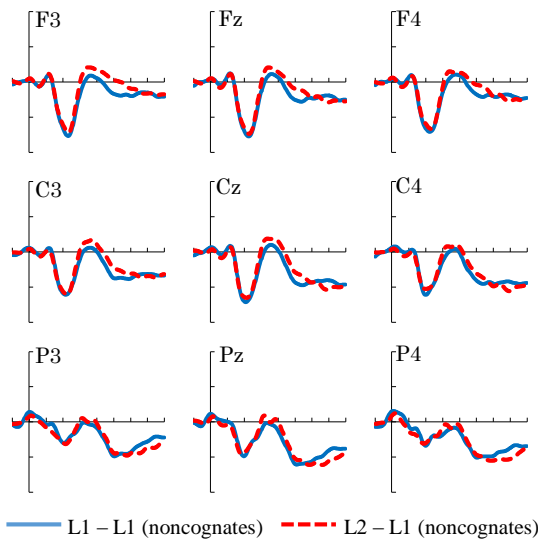 F3 Fz F4
C3 Cz C4
P3 Pz P4
L1 – L1 (noncognates) L2 – L1 (noncognates)